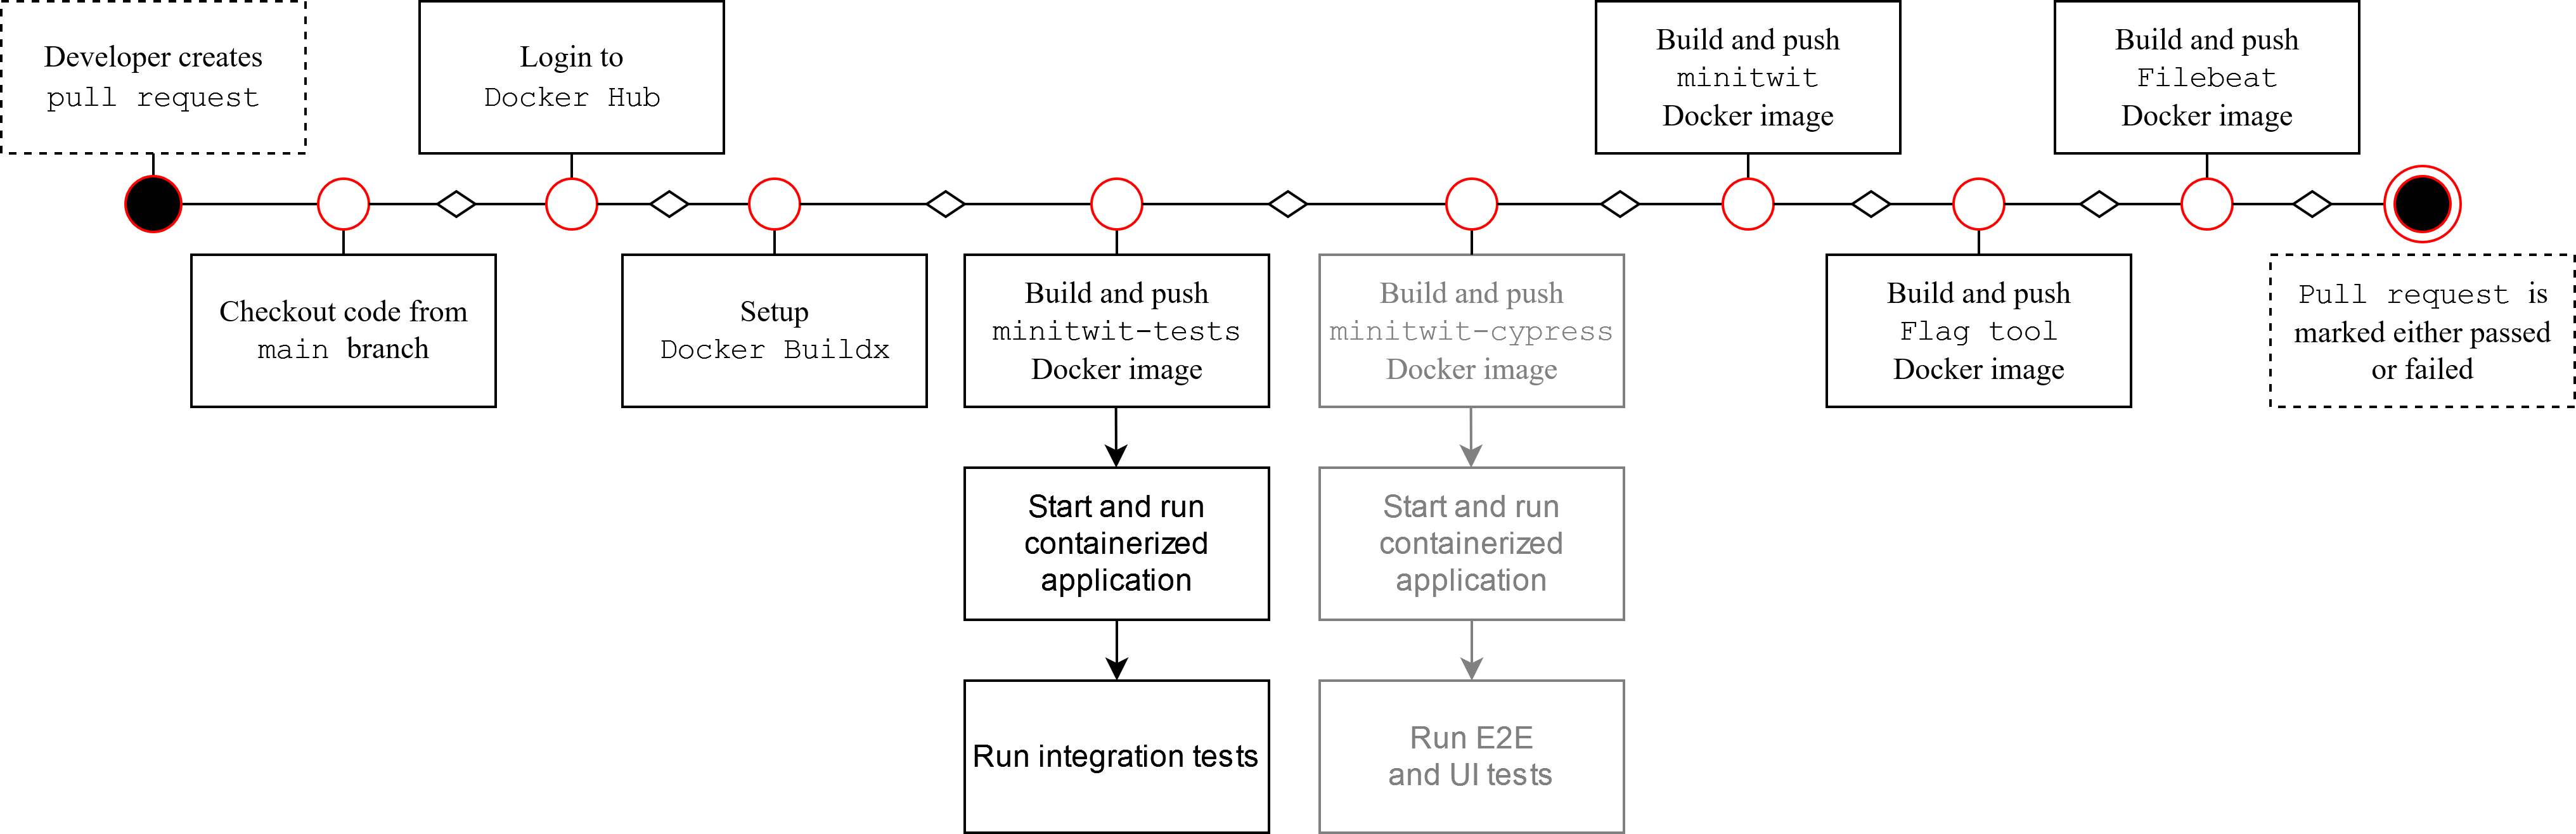 Developer creates
pull request
Checkout code from
main branch
Login to
Docker Hub
Setup
Docker Buildx
Build and push
minitwit-tests
Docker image
Start and run
containerized
application
Run integration tests
Build and push
minitwit-cypress
Docker image
Start and run
containerized
application
Run E2E
and UI tests
Build and push
minitwit
Docker image
Build and push
Flag tool
Docker image
Build and push
Filebeat
Docker image
Pull request is
marked either passed
or failed